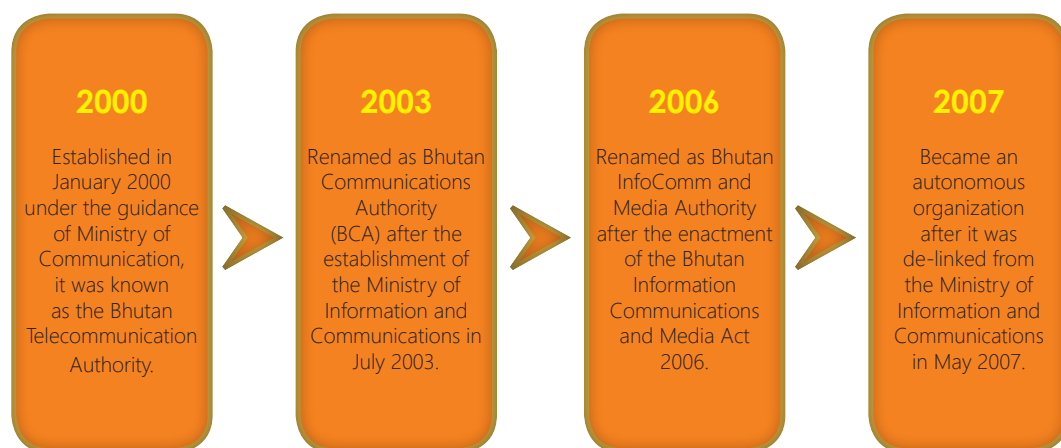 2000
Established in
January 2000
under the guidance
of Ministry of
Communication,
it was known
as the Bhutan
Telecommunication
Authority.
2003
Renamed as Bhutan
Communications
Authority
(BCA) after the
establishment of
the Ministry of
Information and
Communications in
July 2003.
2006
Renamed as Bhutan
InfoComm and
Media Authority
after the enactment
of the Bhutan
Information
Communications
and Media Act
2006.
2007
Became an
autonomous
organization
after it was
de-linked from
the Ministry of
Information and
Communications
in May 2007.